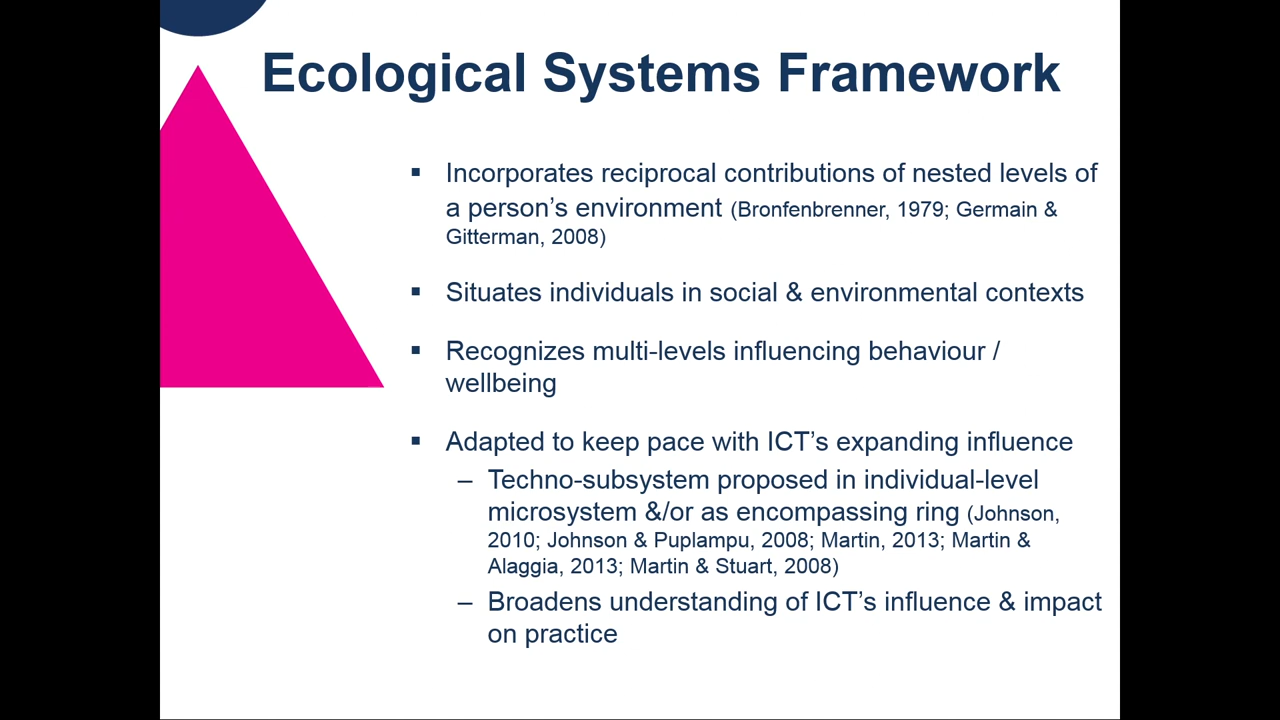 Ecological Systems Framework
▪ Incorporates reciprocal contributions of nested levels of
a person’s environment (Bronfenbrenner, 1979; Germain &
Gitterman, 2008)
▪ Situates individuals in social & environmental contexts
▪ Recognizes multi-levels influencing behaviour /
wellbeing
▪ Adapted to keep pace with ICT’s expanding influence
– Techno-subsystem proposed in individual-level
microsystem &/or as encompassing ring (Johnson,
2010; Johnson & Puplampu, 2008; Martin, 2013; Martin &
Alaggia, 2013; Martin & Stuart, 2008)
– Broadens understanding of ICT’s influence & impact
on practice